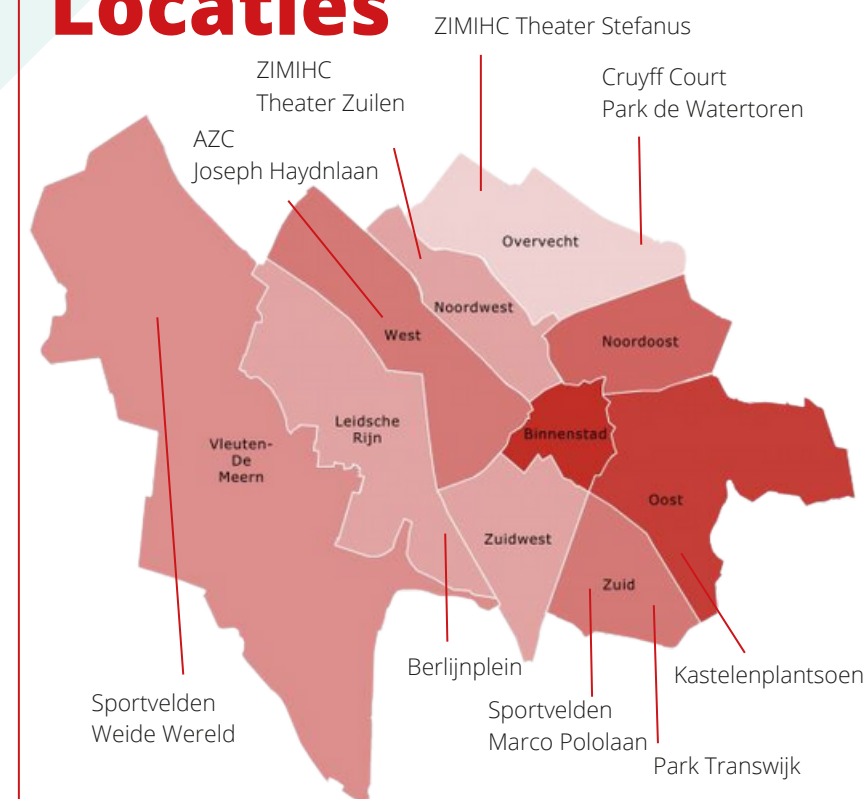 Locaties
ZIMIHC Theater Stefanus
ZIMIHC
Theater Zuilen
Cruyff Court
Park de Watertoren
AZC
Joseph Haydnlaan
Overvecht
Noordwest
West
Noordoost
Leidsche
Rijn
Binnenstad
Vleuten-
De
Meern
Oost
Zuidwest
Zuid
Berlijnplein
Kastelenplantsoen
Sportvelden
Weide Wereld
Sportvelden
Marco Pololaan
Park Transwijk